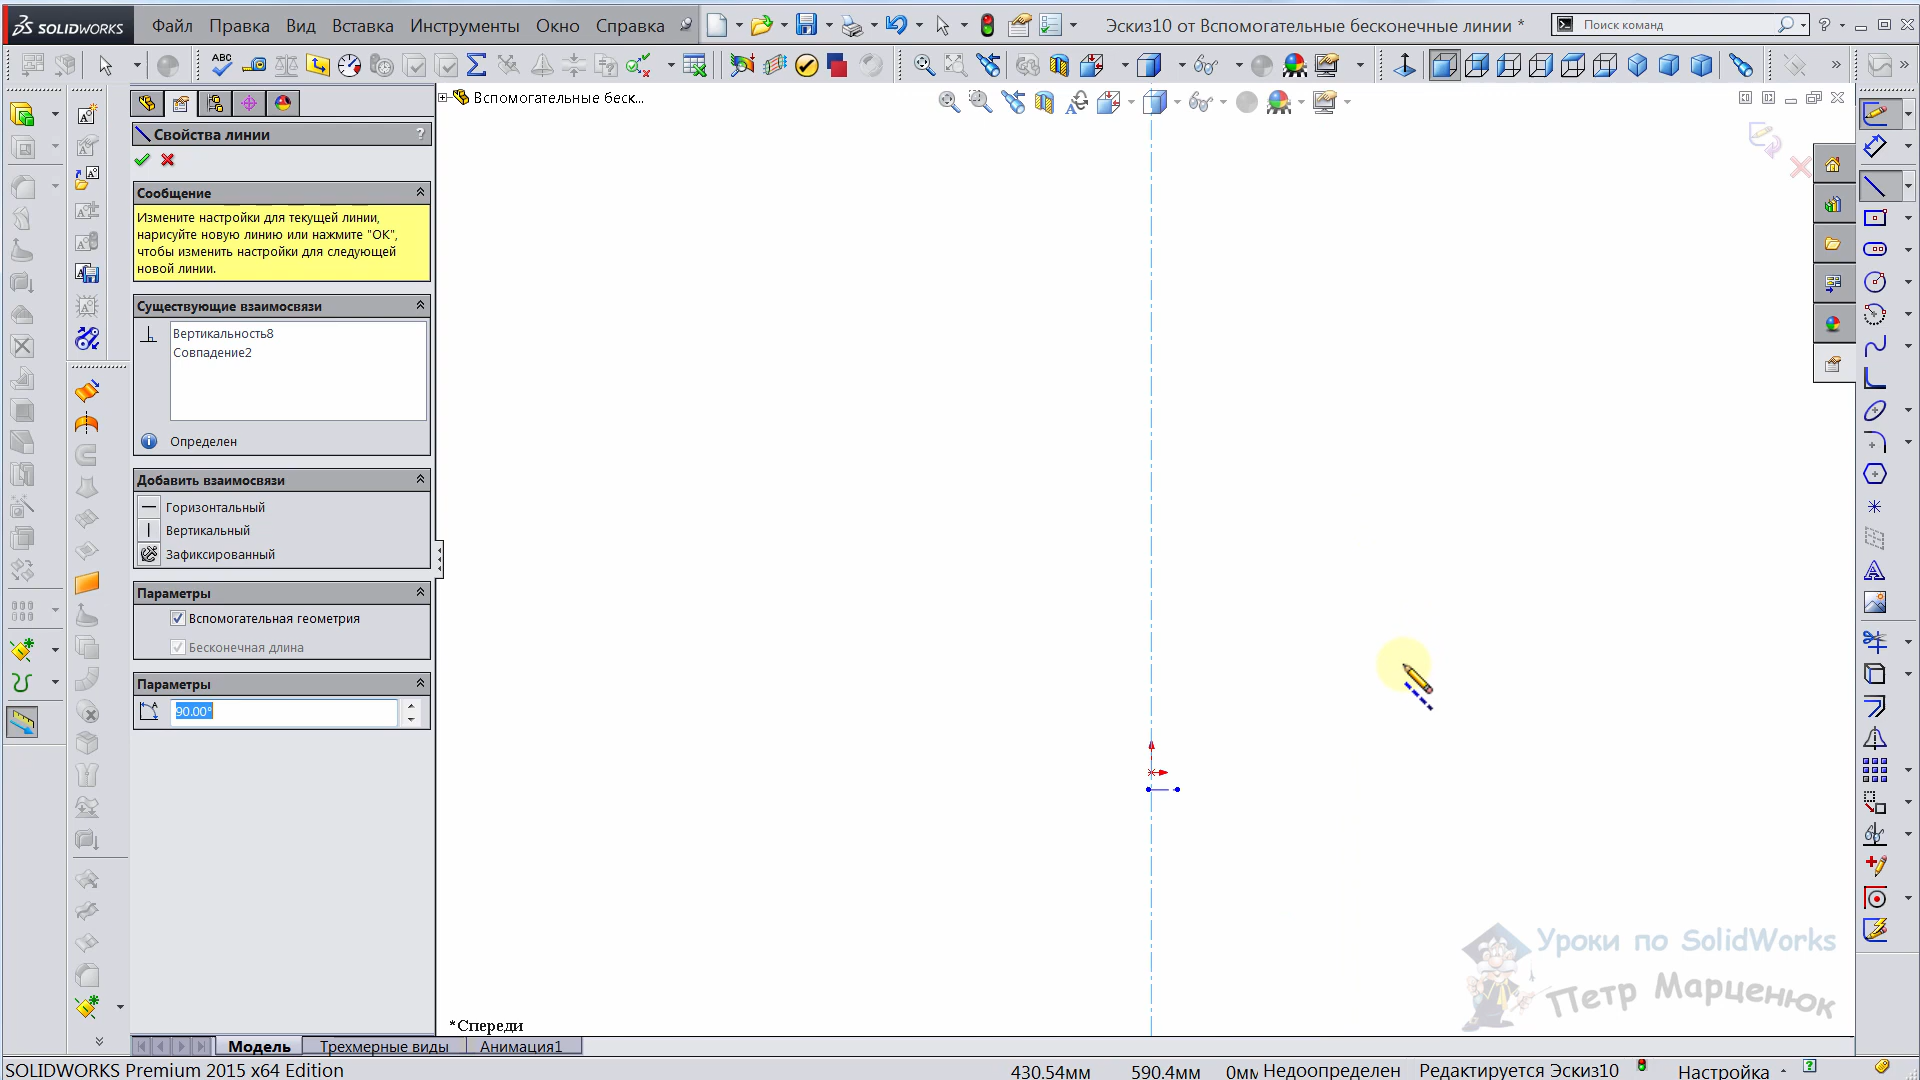 SOLIDWORKS
Файл Правка Вид Вставка Инструменты Окно Справка
Эскиз10 от Вспомогательные бесконечные линии *
Поиск команд
Вспомогательные беск...
Свойства линии
Сообщение
Измените настройки для текущей линии,
нарисуйте новую линию или нажмите "ОК",
чтобы изменить настройки для следующей
новой линии.
Существующие взаимосвязи
Вертикальность8
Совпадение2
Определен
Добавить взаимосвязи
Горизонтальный
Вертикальный
Зафиксированный
Параметры
Вспомогательная геометрия
Бесконечная длина
Параметры
90.00°
*Спереди
Уроки по SolidWorks
Петр Марценюк
Модель Трехмерные виды Анимация1
SOLIDWORKS Premium 2015 x64 Edition
430.54мм 590.4мм 0мм Недоопределен Редактируется Эскиз10 Настройка